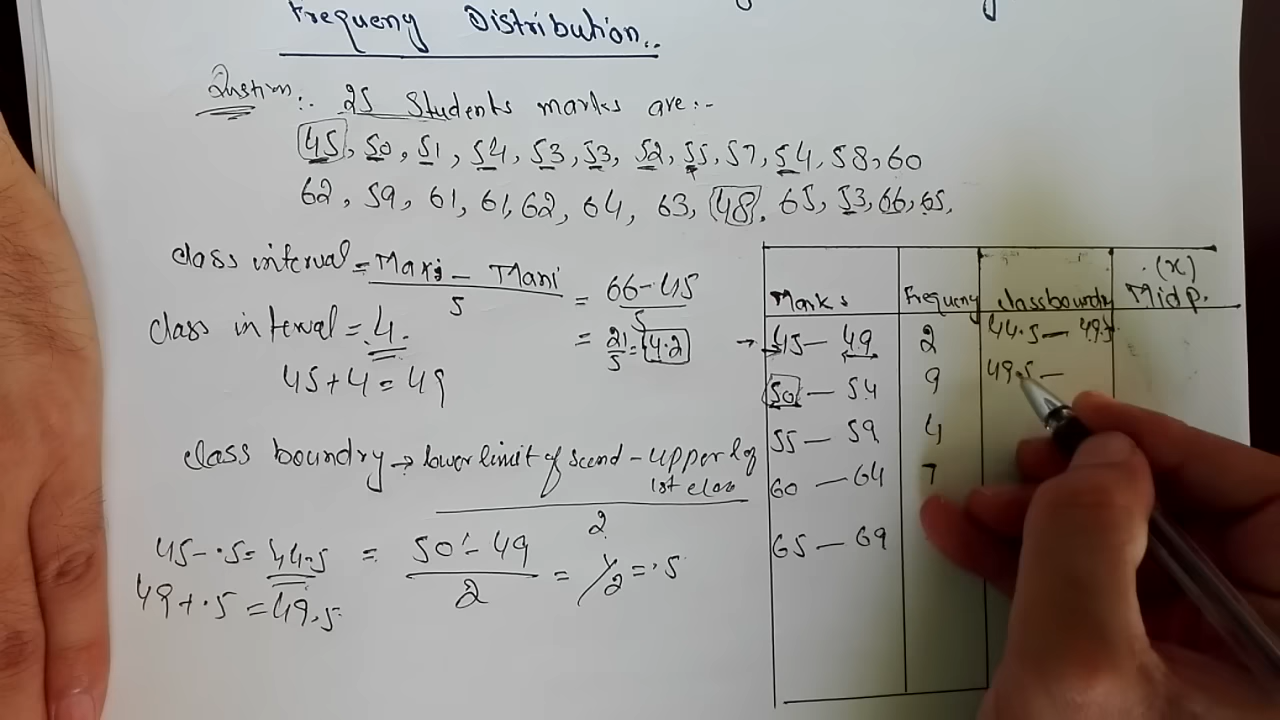 Frequeny Distribution..
Qustion:. 25 Students marks are:-
45, 50, 51, 54, 53, 53, 52, 55, 57, 54, 58, 60
62, 59, 61, 61, 62, 64, 63, 48, 65, 53, 66, 65,
class interval = Maxi - Mani / 5 = 66-45 / 5
class interval = 4. = 21/5 = 4.2
45+4 = 49
class boundry → lower limit of scond - upper l of 1st class / 2
45-.5 = 44.5 = 50-49 / 2 = 1/2 = .5
49+.5 = 49.5
Marks Frequeny classboundry (x) Mid p.
45 — 49 2 44.5 — 49.5
50 — 54 9 49.5 —
55 — 59 4
60 — 64 7
65 — 69